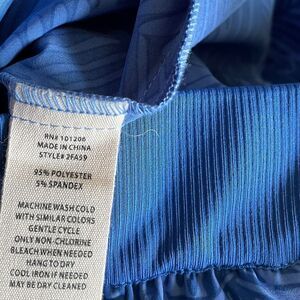 RN# 101206
MADE IN CHINA
STYLE# 2FA59
95% POLYESTER
5% SPANDEX
MACHINE WASH COLD
WITH SIMILAR COLORS
GENTLE CYCLE
ONLY NON-CHLORINE
BLEACH WHEN NEEDED
HANG TO DRY
COOL IRON IF NEEDED
MAY BE DRY CLEANED